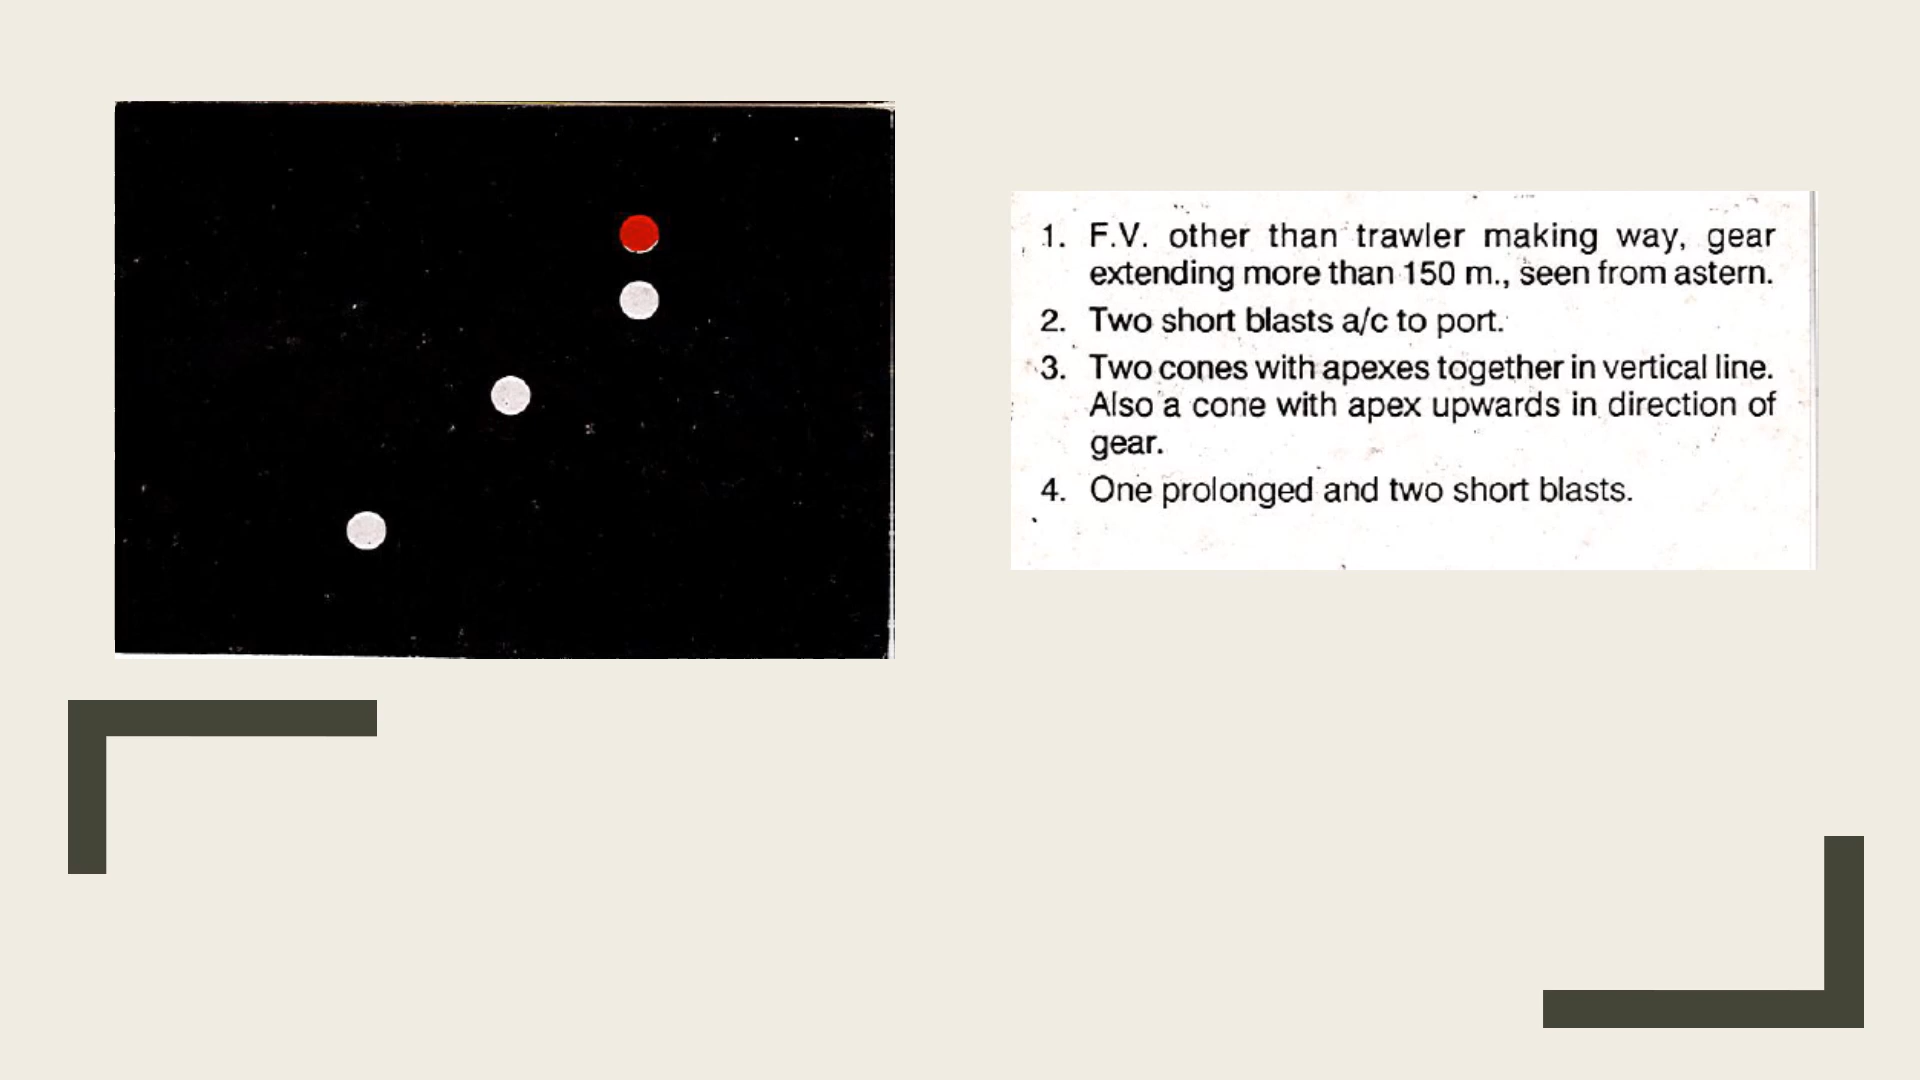 1. F.V. other than trawler making way, gear
extending more than 150 m., seen from astern.
2. Two short blasts a/c to port.
3. Two cones with apexes together in vertical line.
Also a cone with apex upwards in direction of
gear.
4. One prolonged and two short blasts.